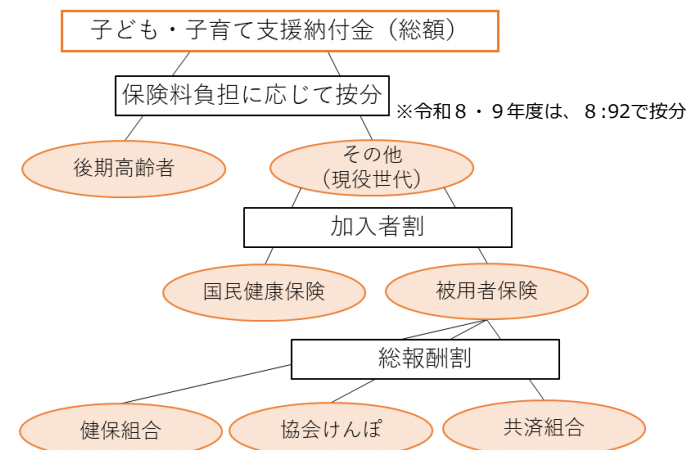 子ども・子育て支援納付金（総額）
保険料負担に応じて按分
※令和８・９年度は、８:92で按分
後期高齢者
その他
（現役世代）
加入者割
国民健康保険
被用者保険
総報酬割
健保組合
協会けんぽ
共済組合